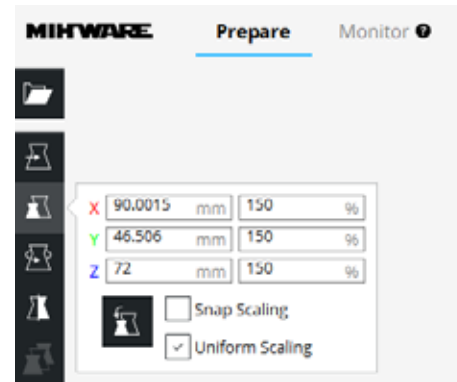 MIHWARE Prepare Monitor ?
X 90.0015 mm 150 %
Y 46.506 mm 150 %
Z 72 mm 150 %
Snap Scaling
Uniform Scaling